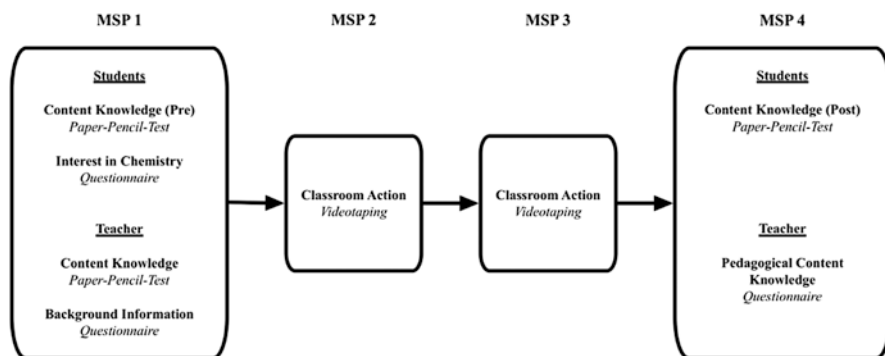 MSP 1
MSP 2
MSP 3
MSP 4
Students
Content Knowledge (Pre)
Paper-Pencil-Test
Interest in Chemistry
Questionnaire
Teacher
Content Knowledge
Paper-Pencil-Test
Background Information
Questionnaire
Classroom Action
Videotaping
Classroom Action
Videotaping
Students
Content Knowledge (Post)
Paper-Pencil-Test
Teacher
Pedagogical Content
Knowledge
Questionnaire